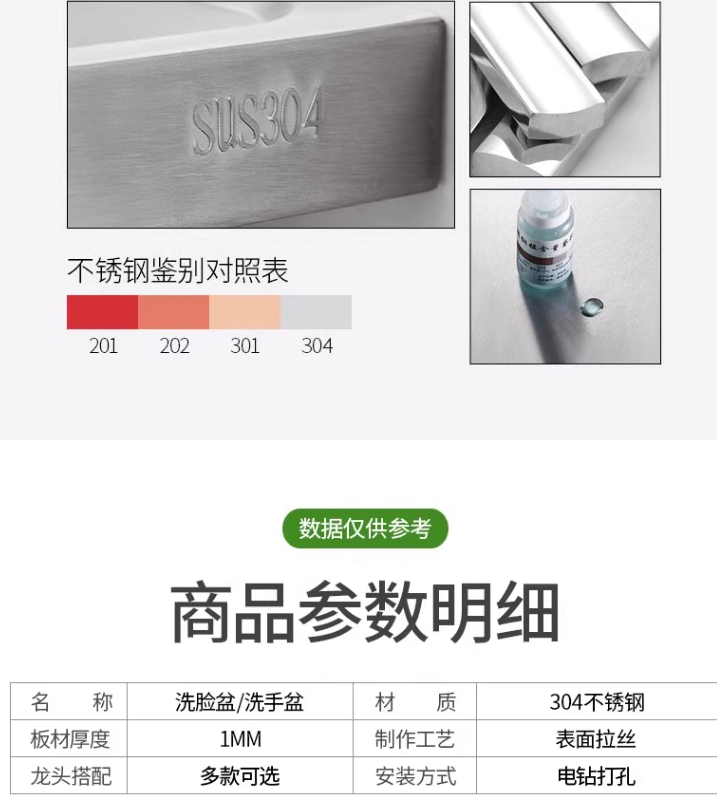 SUS304
不锈钢鉴别对照表
201 202 301 304
数据仅供参考
商品参数明细
名 称 洗脸盆/洗手盆 材 质 304不锈钢
板材厚度 1MM 制作工艺 表面拉丝
龙头搭配 多款可选 安装方式 电钻打孔